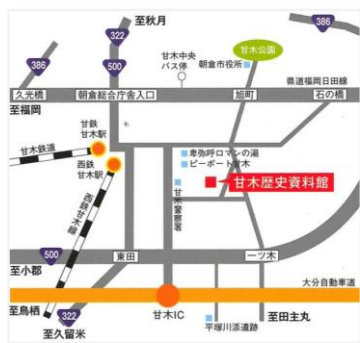 至秋月
322
386
386
500
甘木中央
バス停
甘木公園
朝倉市役所
県道福岡日田線
久光橋
朝倉総合庁舎入口
旭町
石の橋
至福岡
甘鉄
甘木駅
甘木鉄道
西鉄
甘木駅
卑弥呼ロマンの湯
ピーポート甘木
甘木歴史資料館
甘木警察署
西鉄甘木線
500
東田
一ツ木
至小郡
大分自動車道
至鳥栖
甘木IC
322
至久留米
平塚川添遺跡
至田主丸